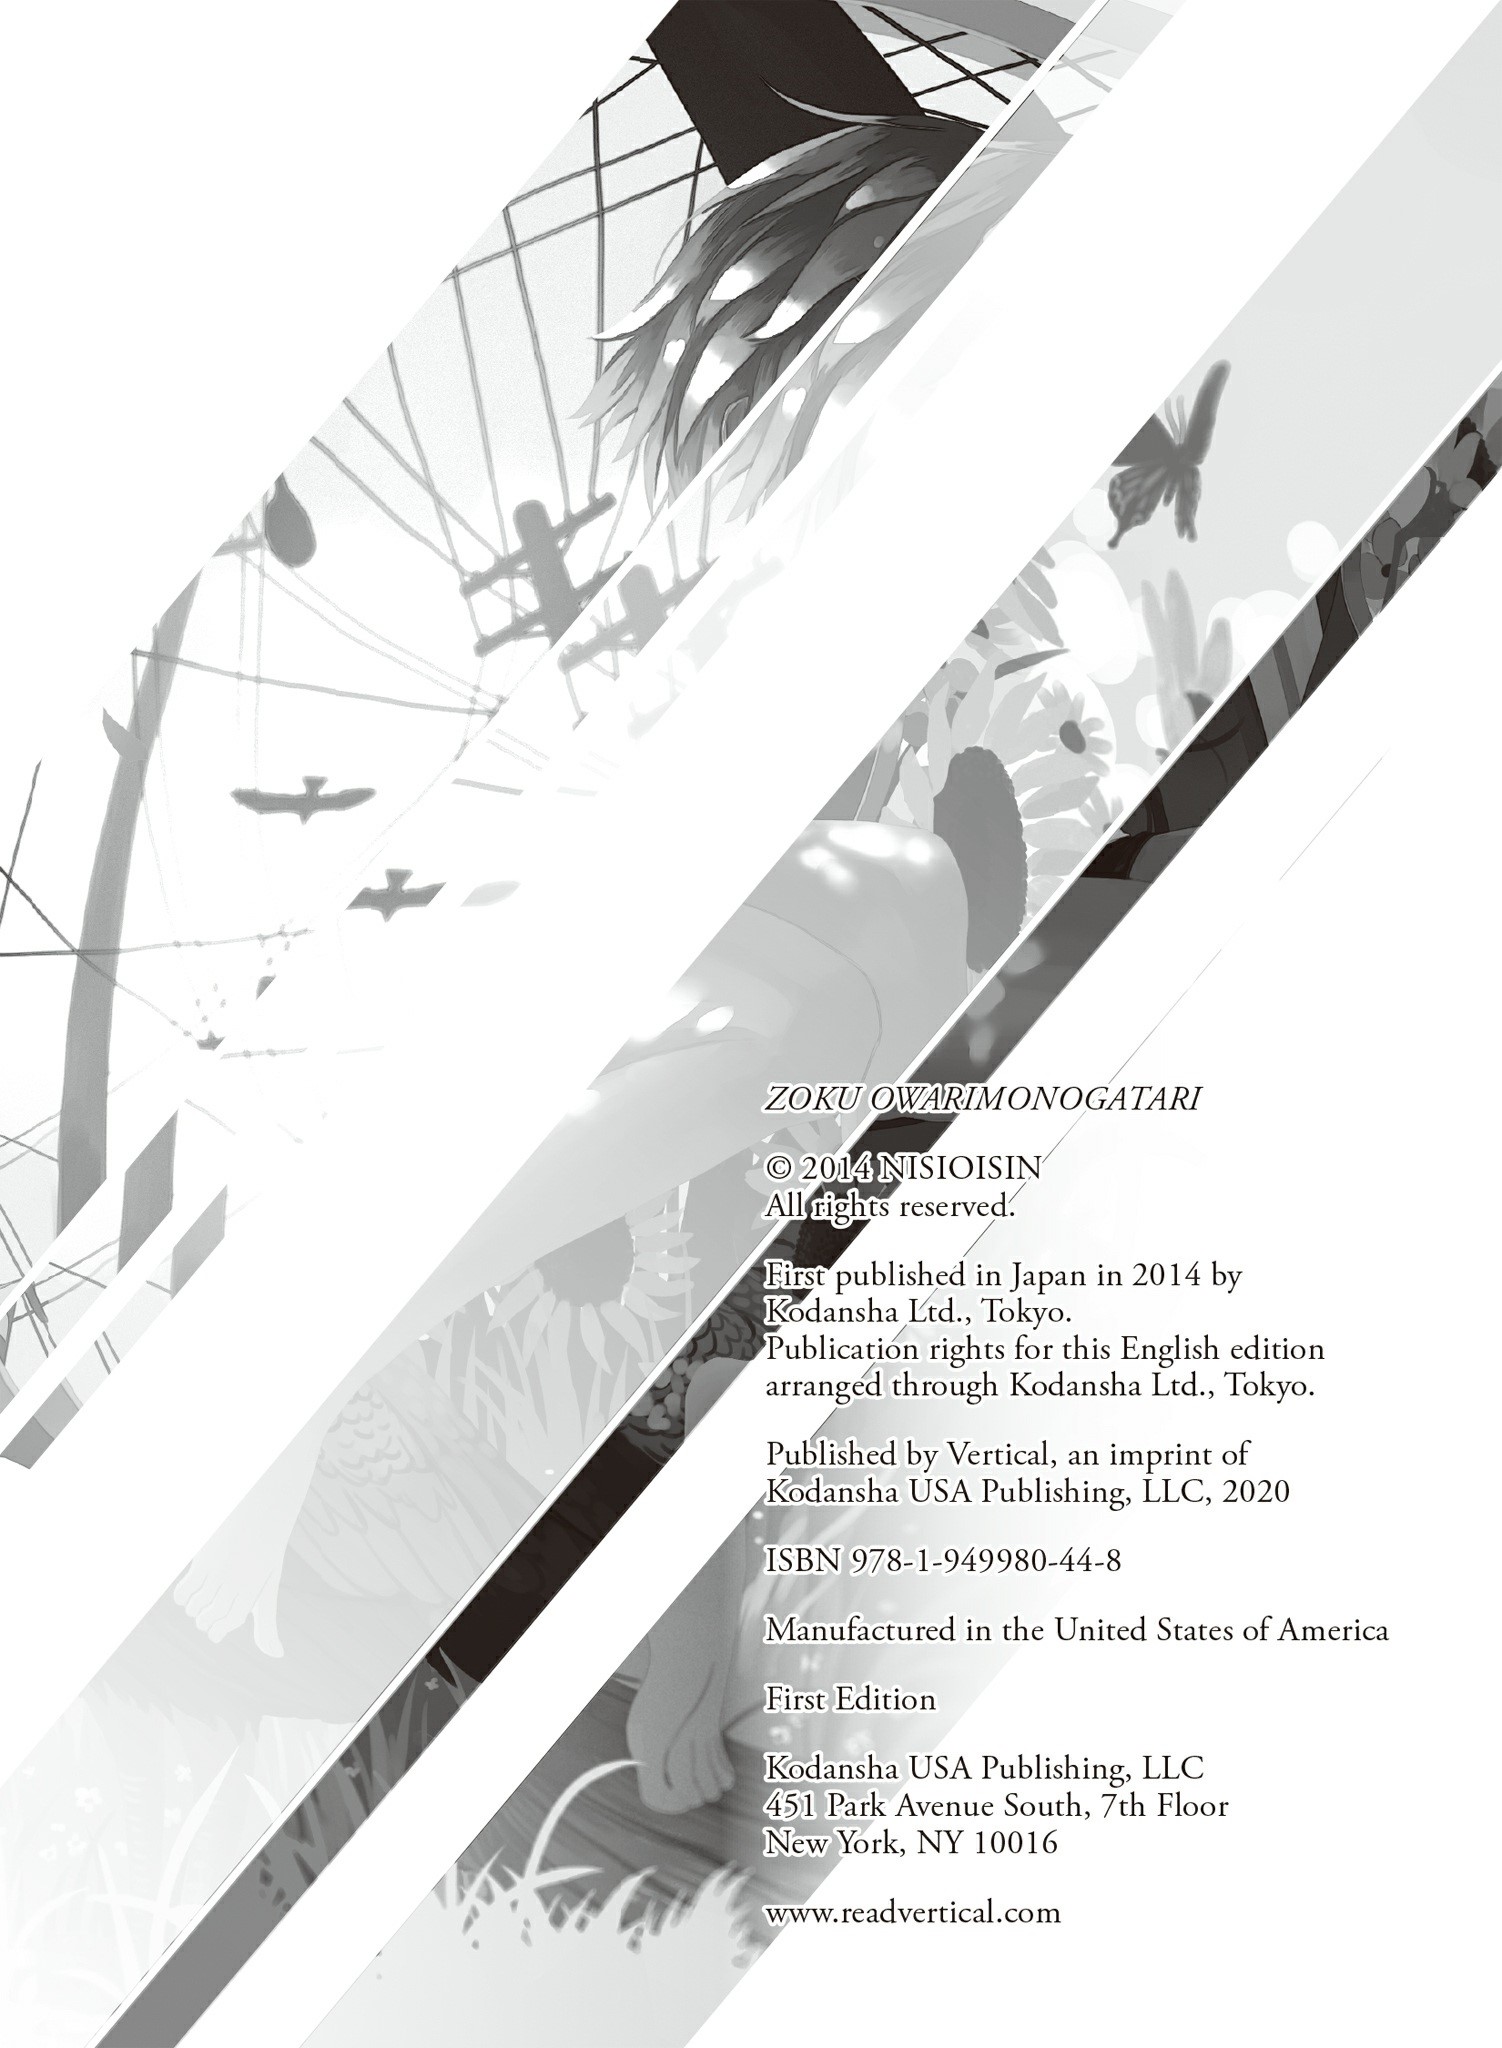 ZOKU OWARIMONOGATARI
© 2014 NISIOISIN
All rights reserved.
First published in Japan in 2014 by
Kodansha Ltd., Tokyo.
Publication rights for this English edition
arranged through Kodansha Ltd., Tokyo.
Published by Vertical, an imprint of
Kodansha USA Publishing, LLC, 2020
ISBN 978-1-949980-44-8
Manufactured in the United States of America
First Edition
Kodansha USA Publishing, LLC
451 Park Avenue South, 7th Floor
New York, NY 10016
www.readvertical.com